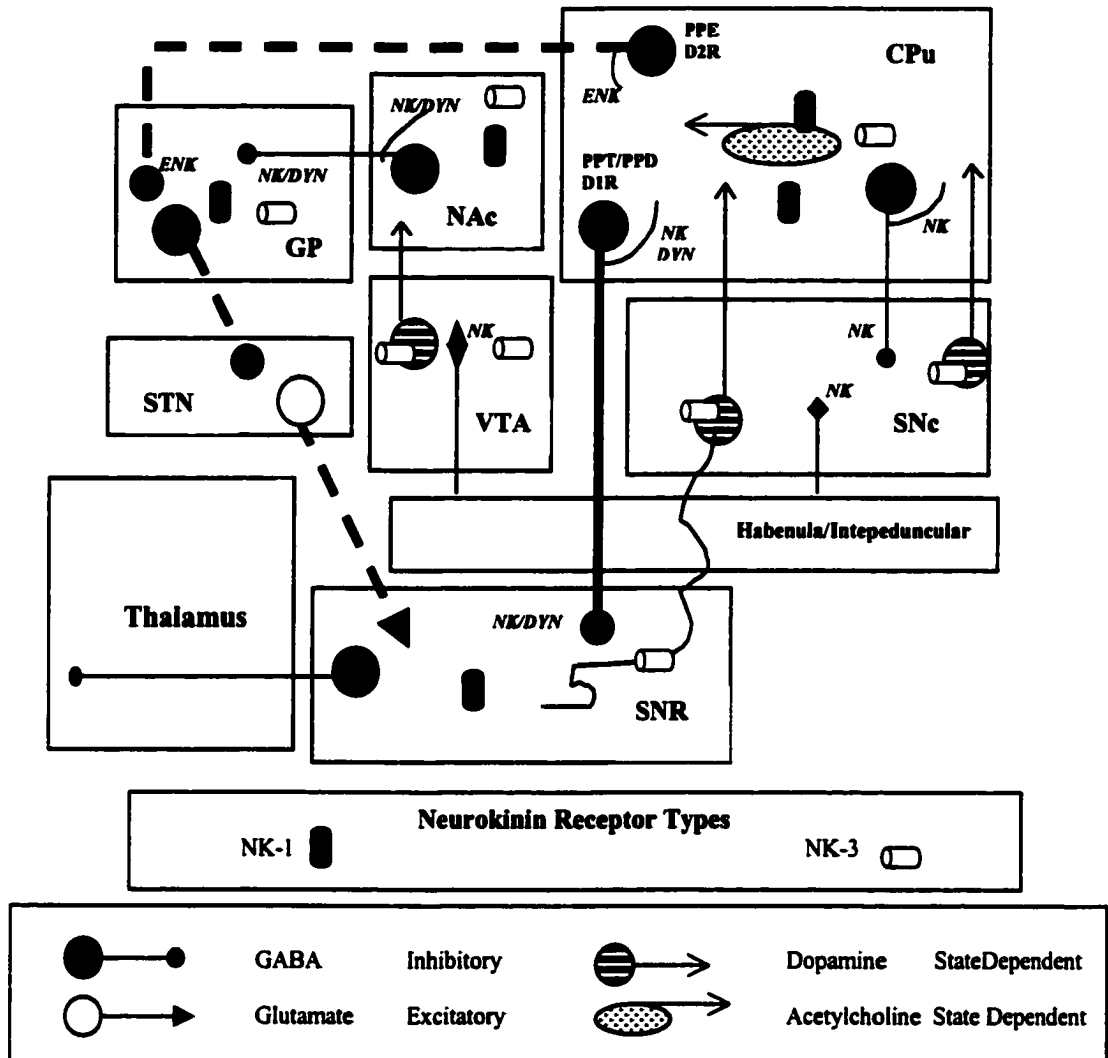 PPE
D2R
CPu
ENK
NK/DYN
ENK
NK/DYN
GP
NAc
PPT/PPD
D1R
NK
DYN
NK
NK
VTA
NK
NK
SNc
STN
Habenula/Intepeduncular
Thalamus
NK/DYN
SNR
Neurokinin Receptor Types
NK-1 NK-3
GABA Inhibitory Dopamine StateDependent
Glutamate Excitatory Acetylcholine State Dependent